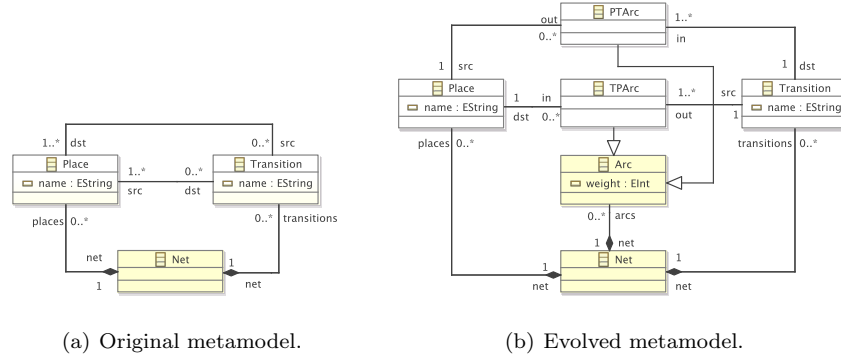 1..* dst
0..* src
Place
name : EString
1..* src
0..* dst
Transition
name : EString
places 0..*
0..* transitions
net 1
Net
1 net
(a) Original metamodel.
out 0..*
PTArc
1..* in
1 src
1 dst
Place
name : EString
1 dst
in 0..*
TPArc
1..* out
src 1
Transition
name : EString
places 0..*
transitions 0..*
Arc
weight : EInt
0..* arcs
1 net
1 net
Net
1 net
(b) Evolved metamodel.